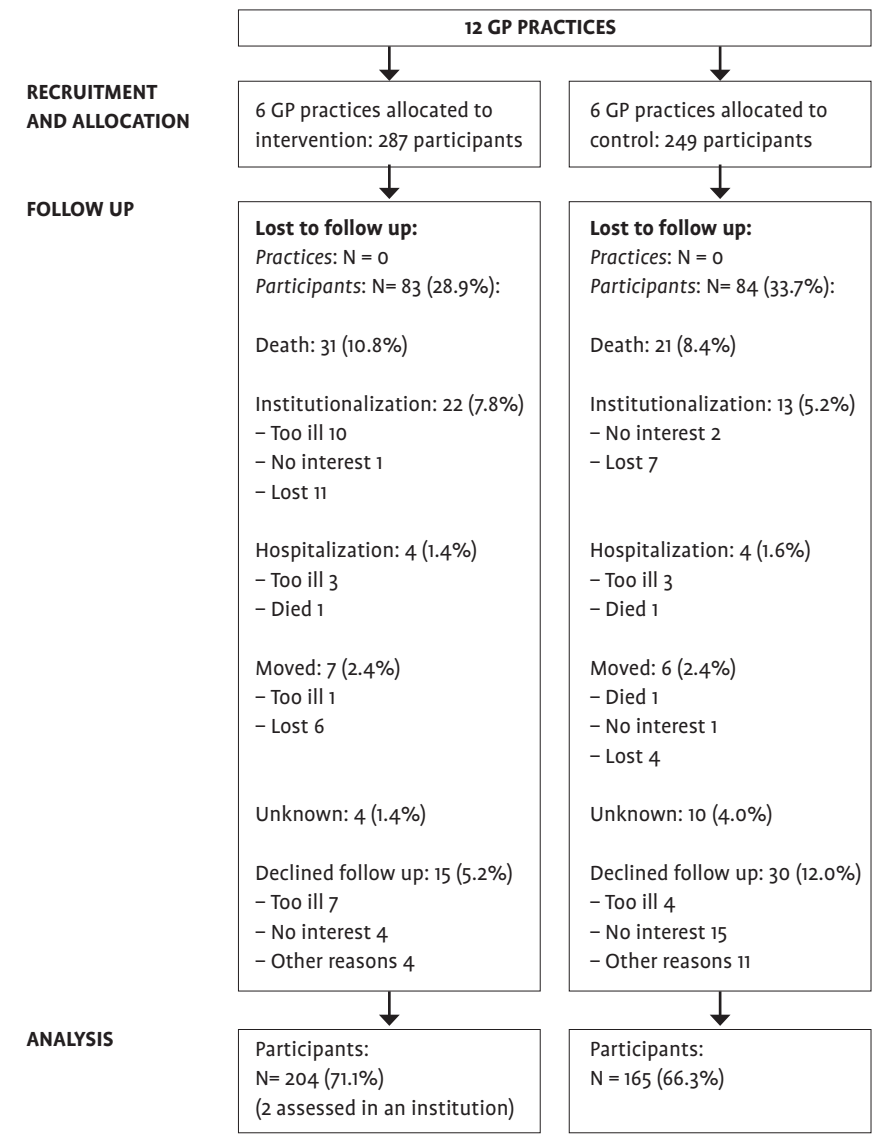 12 GP PRACTICES
RECRUITMENT
AND ALLOCATION
6 GP practices allocated to
intervention: 287 participants
6 GP practices allocated to
control: 249 participants
FOLLOW UP
Lost to follow up:
Practices: N = 0
Participants: N= 83 (28.9%):
Death: 31 (10.8%)
Institutionalization: 22 (7.8%)
– Too ill 10
– No interest 1
– Lost 11
Hospitalization: 4 (1.4%)
– Too ill 3
– Died 1
Moved: 7 (2.4%)
– Too ill 1
– Lost 6
Unknown: 4 (1.4%)
Declined follow up: 15 (5.2%)
– Too ill 7
– No interest 4
– Other reasons 4
Lost to follow up:
Practices: N = 0
Participants: N= 84 (33.7%):
Death: 21 (8.4%)
Institutionalization: 13 (5.2%)
– No interest 2
– Lost 7
Hospitalization: 4 (1.6%)
– Too ill 3
– Died 1
Moved: 6 (2.4%)
– Died 1
– No interest 1
– Lost 4
Unknown: 10 (4.0%)
Declined follow up: 30 (12.0%)
– Too ill 4
– No interest 15
– Other reasons 11
ANALYSIS
Participants:
N= 204 (71.1%)
(2 assessed in an institution)
Participants:
N = 165 (66.3%)